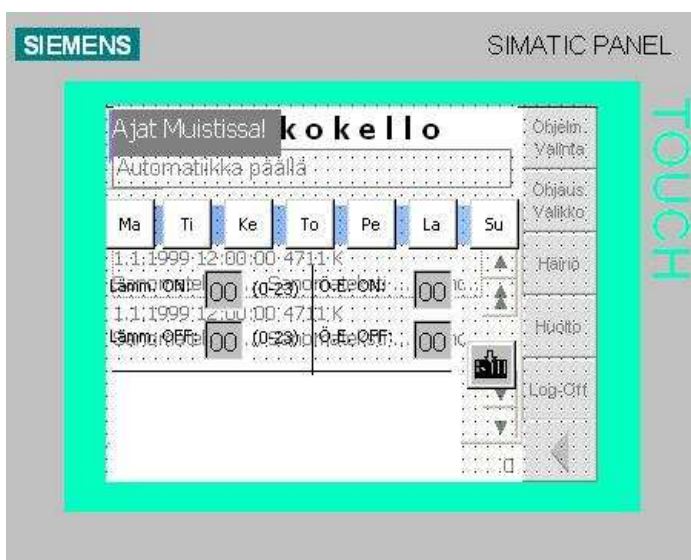 SIEMENS
SIMATIC PANEL
TOUCH
Ajat Muistissa! kokello
Automatiikka päällä
Ma Ti Ke To Pe La Su
1.1.1999 12:00:00 4711 K
Lämm. ON: 00 (0-23) Ö.E. ON: 00
1.1.1999 12:00:00 4711 K
Lämm. OFF: 00 (0-23) Ö.E. OFF: 00
Ohjelm.
Valinta
Ohjaus.
Valikko
Häiriö
Huolto
Log-Off